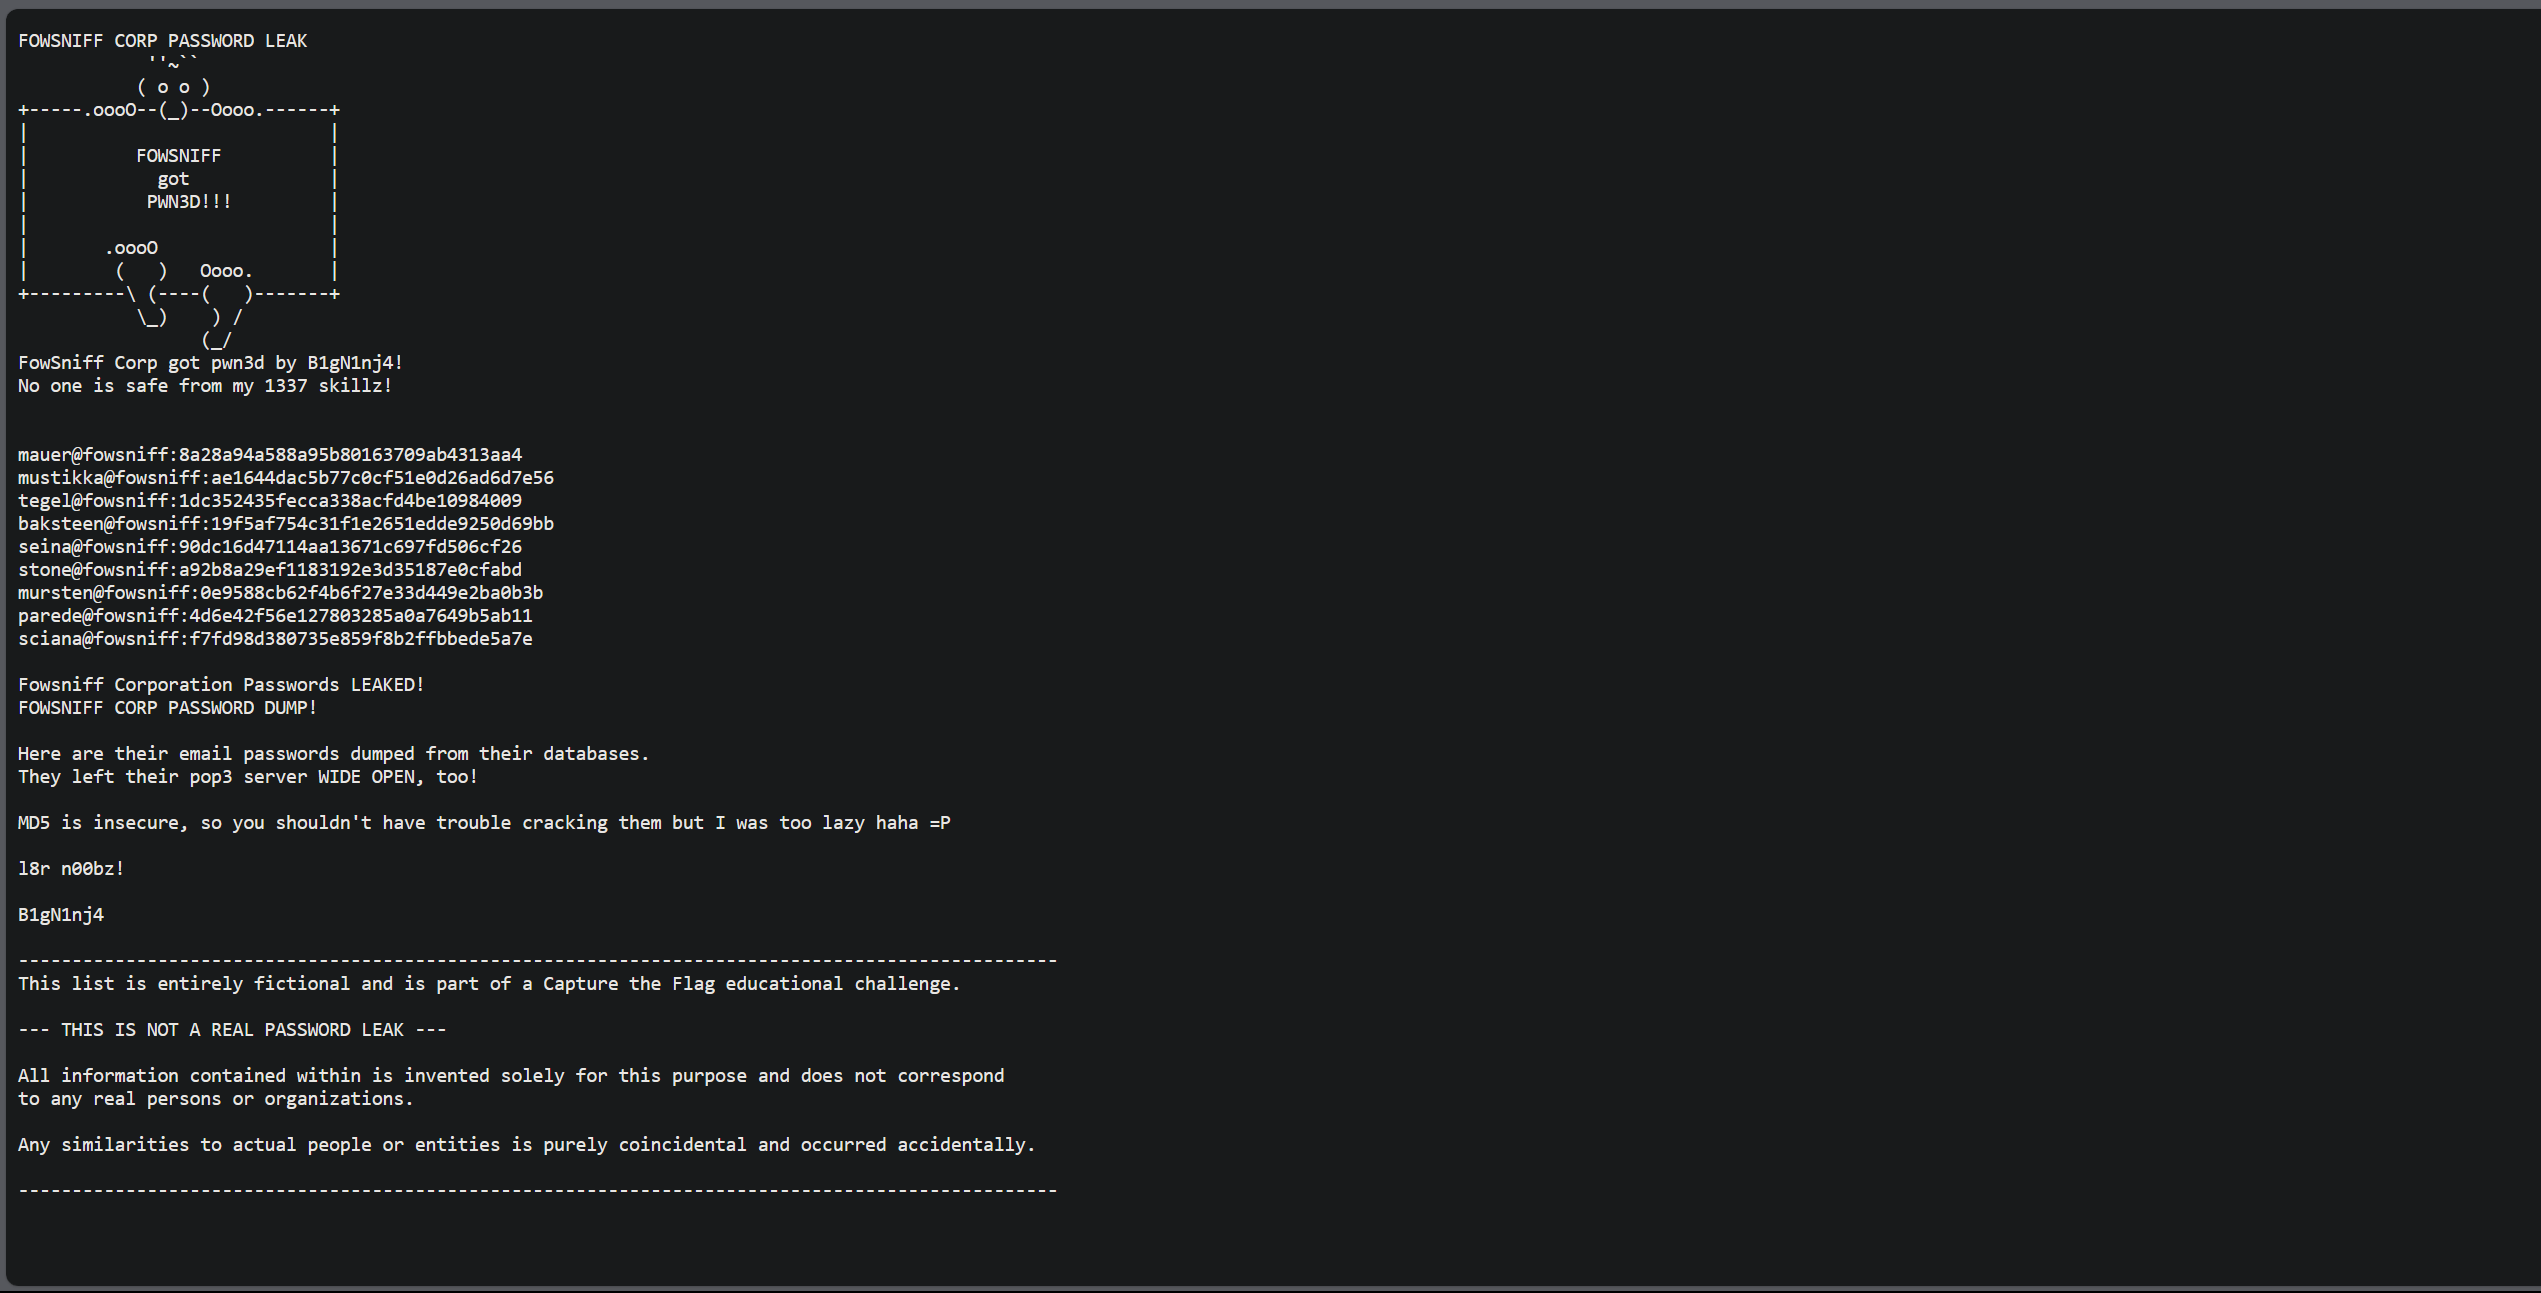 FOWSNIFF CORP PASSWORD LEAK
            ''~``
           ( o o )
+-----.oooO--(_)--Oooo.------+
|                            |
|          FOWSNIFF          |
|            got             |
|           PWN3D!!!         |
|                            |
|       .oooO                |
|        (   )   Oooo.       |
+---------\ (----(   )-------+
           \_)    ) /
                 (_/
FowSniff Corp got pwn3d by B1gN1nj4!
No one is safe from my 1337 skillz!
mauer@fowsniff:8a28a94a588a95b80163709ab4313aa4
mustikka@fowsniff:ae1644dac5b77c0cf51e0d26ad6d7e56
tegel@fowsniff:1dc352435fecca338acfd4be10984009
baksteen@fowsniff:19f5af754c31f1e2651edde9250d69bb
seina@fowsniff:90dc16d47114aa13671c697fd506cf26
stone@fowsniff:a92b8a29ef1183192e3d35187e0cfabd
mursten@fowsniff:0e9588cb62f4b6f27e33d449e2ba0b3b
parede@fowsniff:4d6e42f56e127803285a0a7649b5ab11
sciana@fowsniff:f7fd98d380735e859f8b2ffbbede5a7e
Fowsniff Corporation Passwords LEAKED!
FOWSNIFF CORP PASSWORD DUMP!
Here are their email passwords dumped from their databases.
They left their pop3 server WIDE OPEN, too!
MD5 is insecure, so you shouldn't have trouble cracking them but I was too lazy haha =P
l8r n00bz!
B1gN1nj4
-------------------------------------------------------------------------------------------------
This list is entirely fictional and is part of a Capture the Flag educational challenge.
--- THIS IS NOT A REAL PASSWORD LEAK ---
All information contained within is invented solely for this purpose and does not correspond
to any real persons or organizations.
Any similarities to actual people or entities is purely coincidental and occurred accidentally.
-------------------------------------------------------------------------------------------------